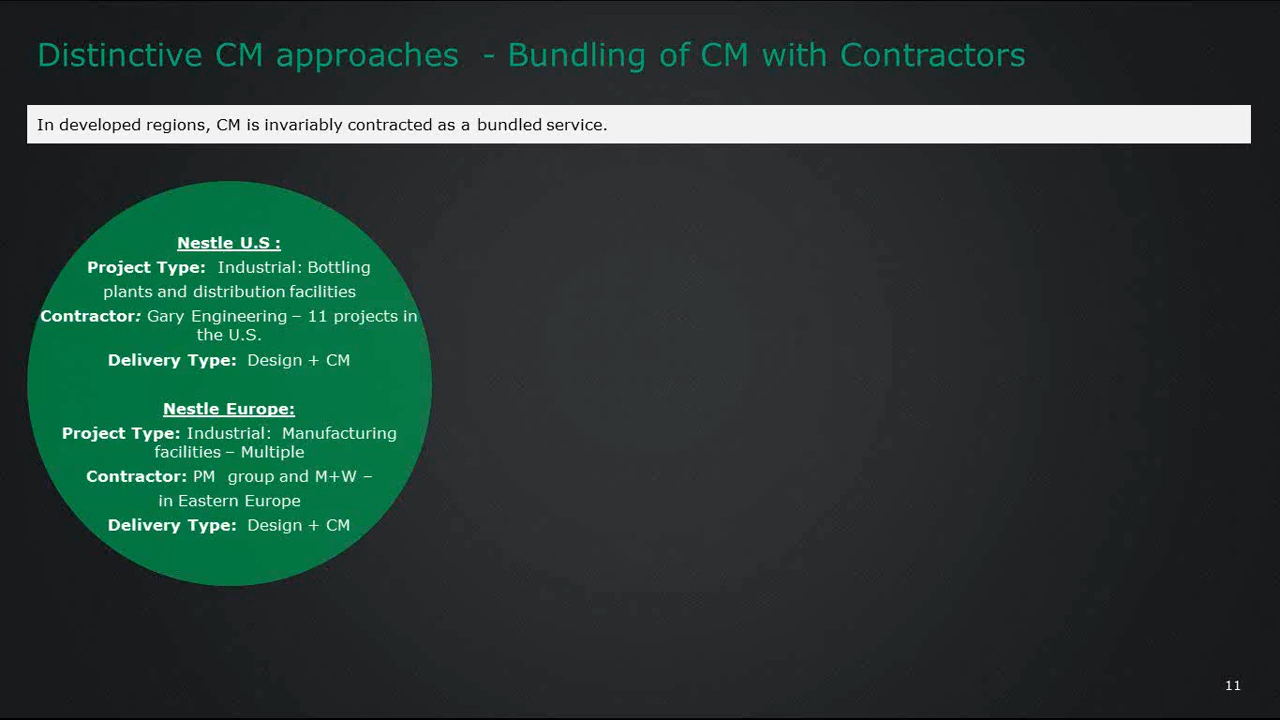 Distinctive CM approaches - Bundling of CM with Contractors
In developed regions, CM is invariably contracted as a bundled service.
Nestle U.S :
Project Type: Industrial: Bottling
plants and distribution facilities
Contractor: Gary Engineering – 11 projects in
the U.S.
Delivery Type: Design + CM
Nestle Europe:
Project Type: Industrial: Manufacturing
facilities – Multiple
Contractor: PM group and M+W –
in Eastern Europe
Delivery Type: Design + CM
11